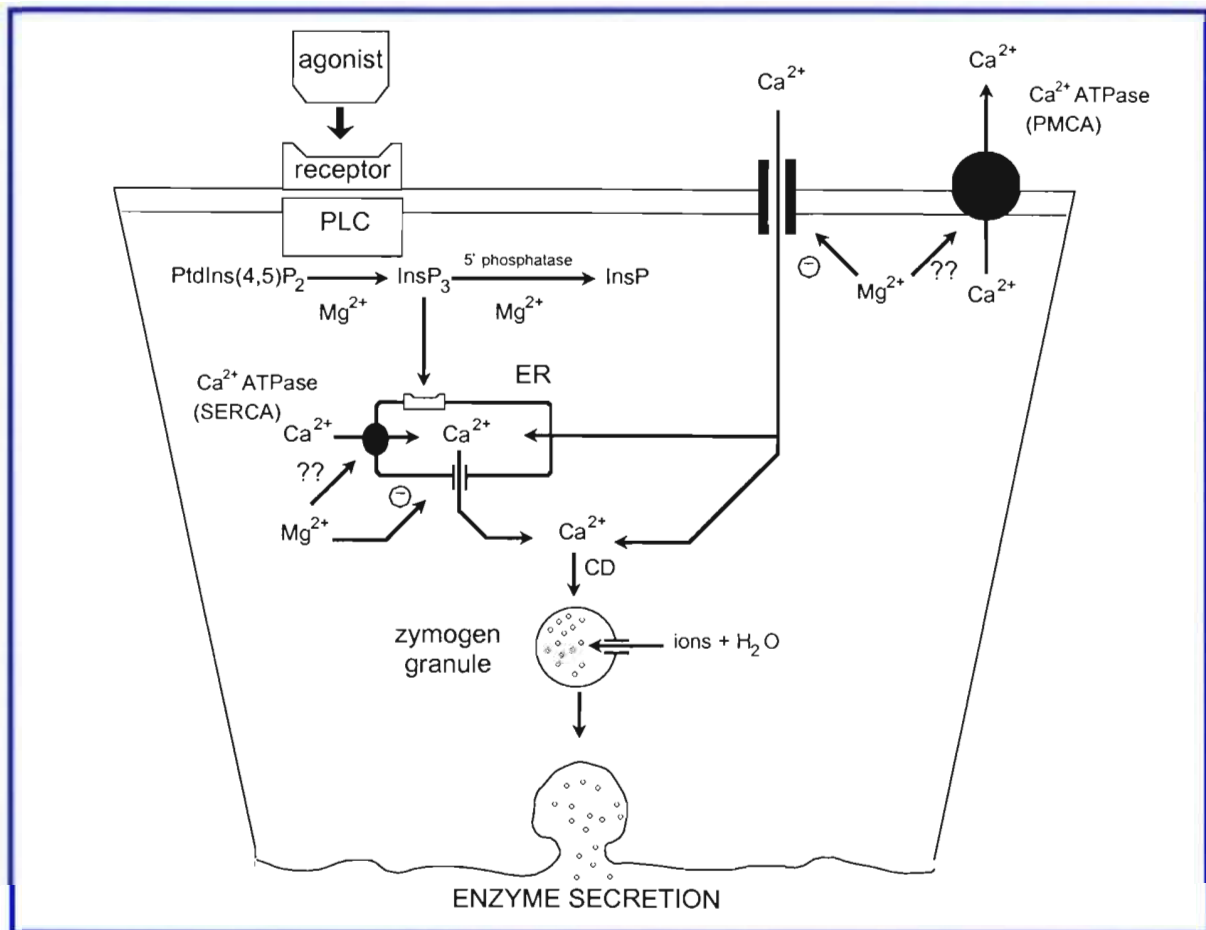 agonist
receptor
PLC
Ca²⁺
Ca²⁺
Ca²⁺ ATPase
(PMCA)
PtdIns(4,5)P₂
InsP₃
5' phosphatase
InsP
Mg²⁺
Mg²⁺
⊖
Mg²⁺
??
Ca²⁺
ER
Ca²⁺ ATPase
(SERCA)
Ca²⁺
Ca²⁺
??
⊖
Mg²⁺
Ca²⁺
CD
zymogen
granule
ions + H₂O
ENZYME SECRETION